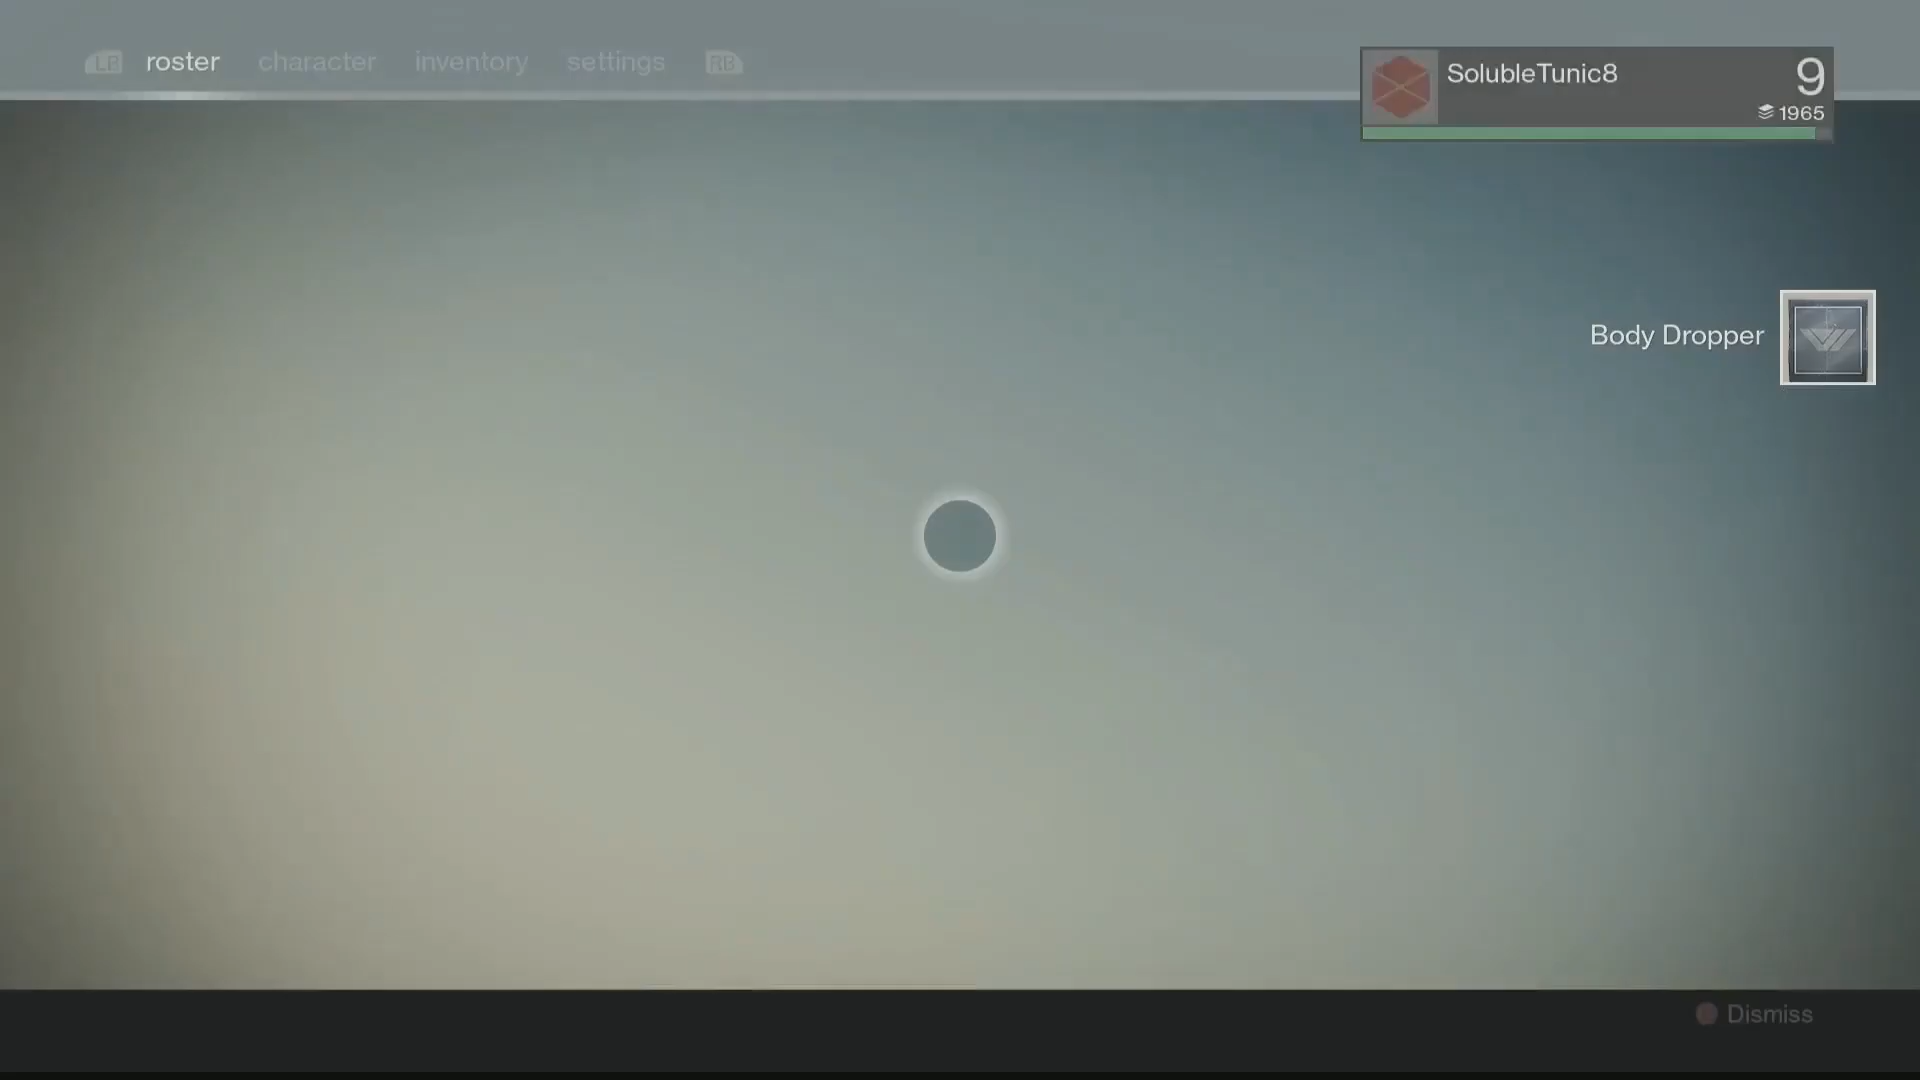 LB roster character inventory settings RB
SolubleTunic8
9
1965
Body Dropper
Dismiss